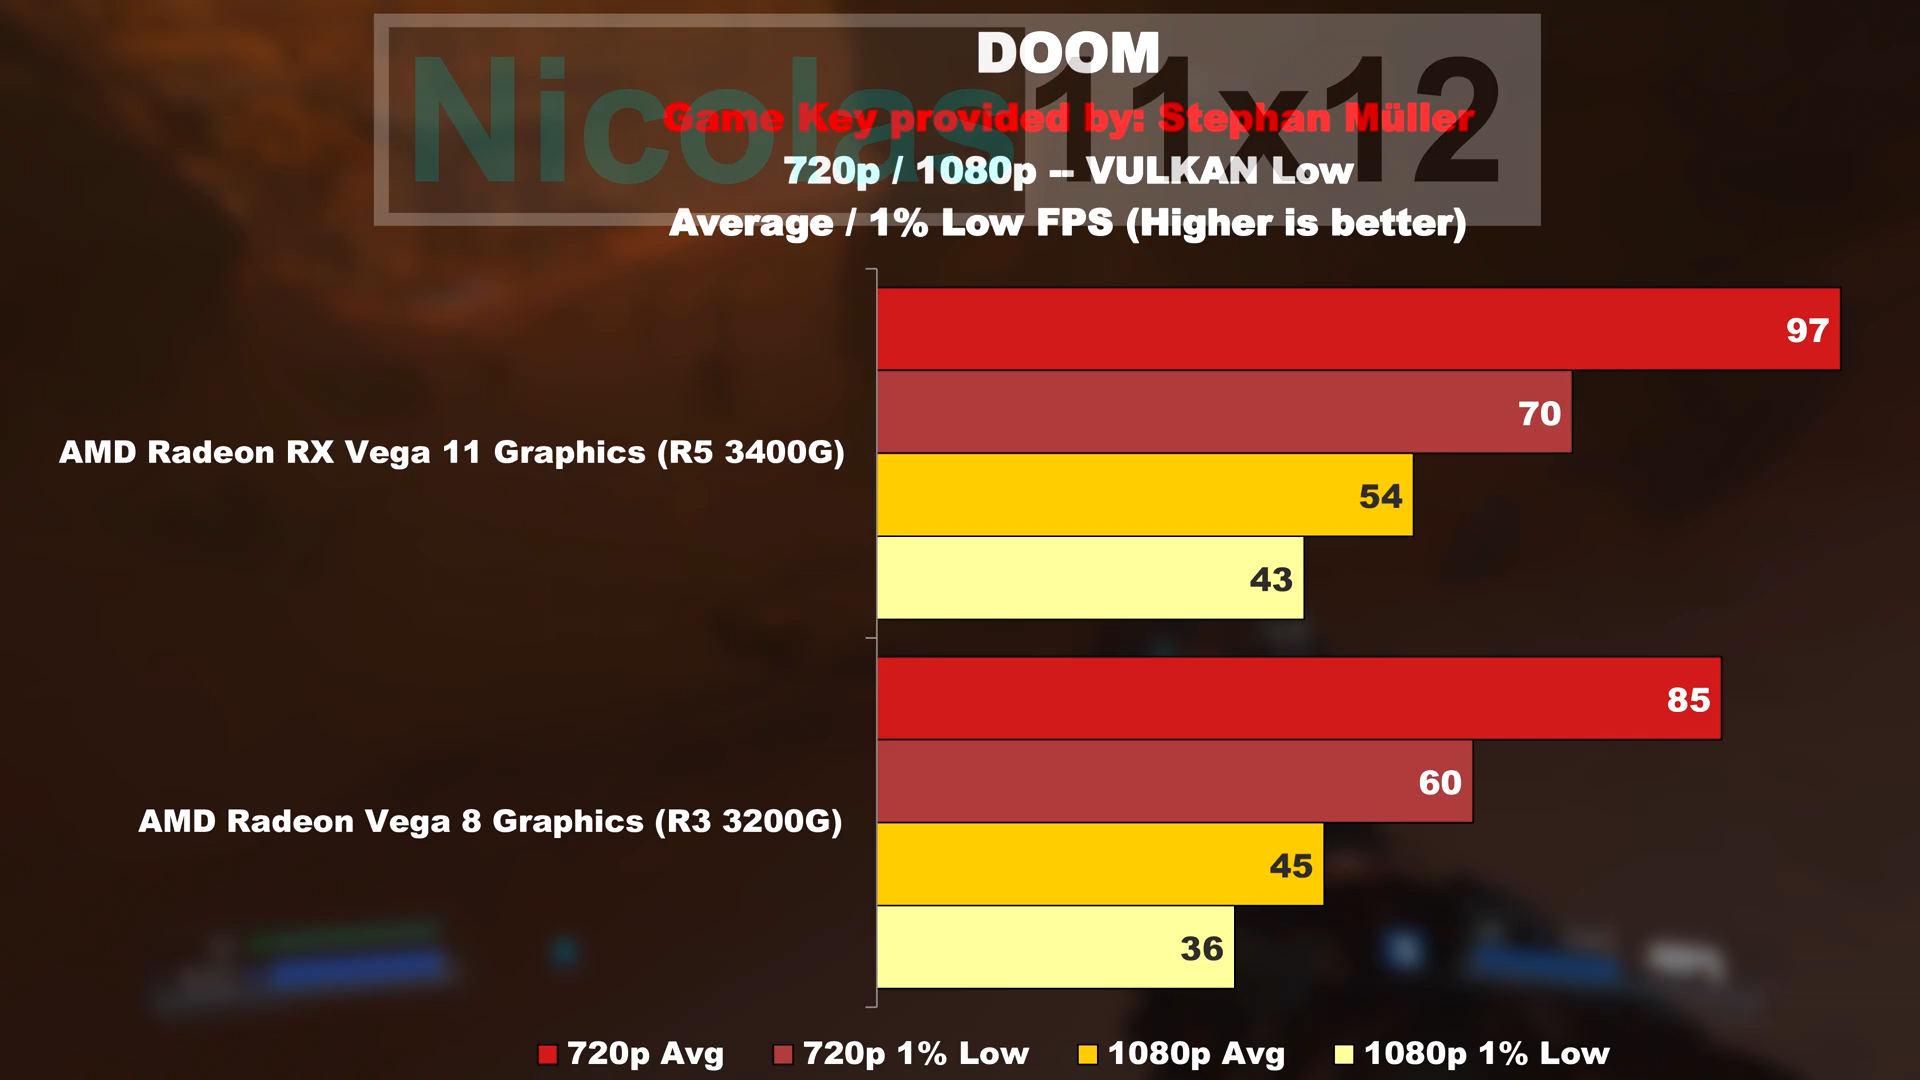 Nicolas11x12
DOOM
Game Key provided by: Stephan Müller
720p / 1080p -- VULKAN Low
Average / 1% Low FPS (Higher is better)
AMD Radeon RX Vega 11 Graphics (R5 3400G)
97
70
54
43
AMD Radeon Vega 8 Graphics (R3 3200G)
85
60
45
36
720p Avg
720p 1% Low
1080p Avg
1080p 1% Low